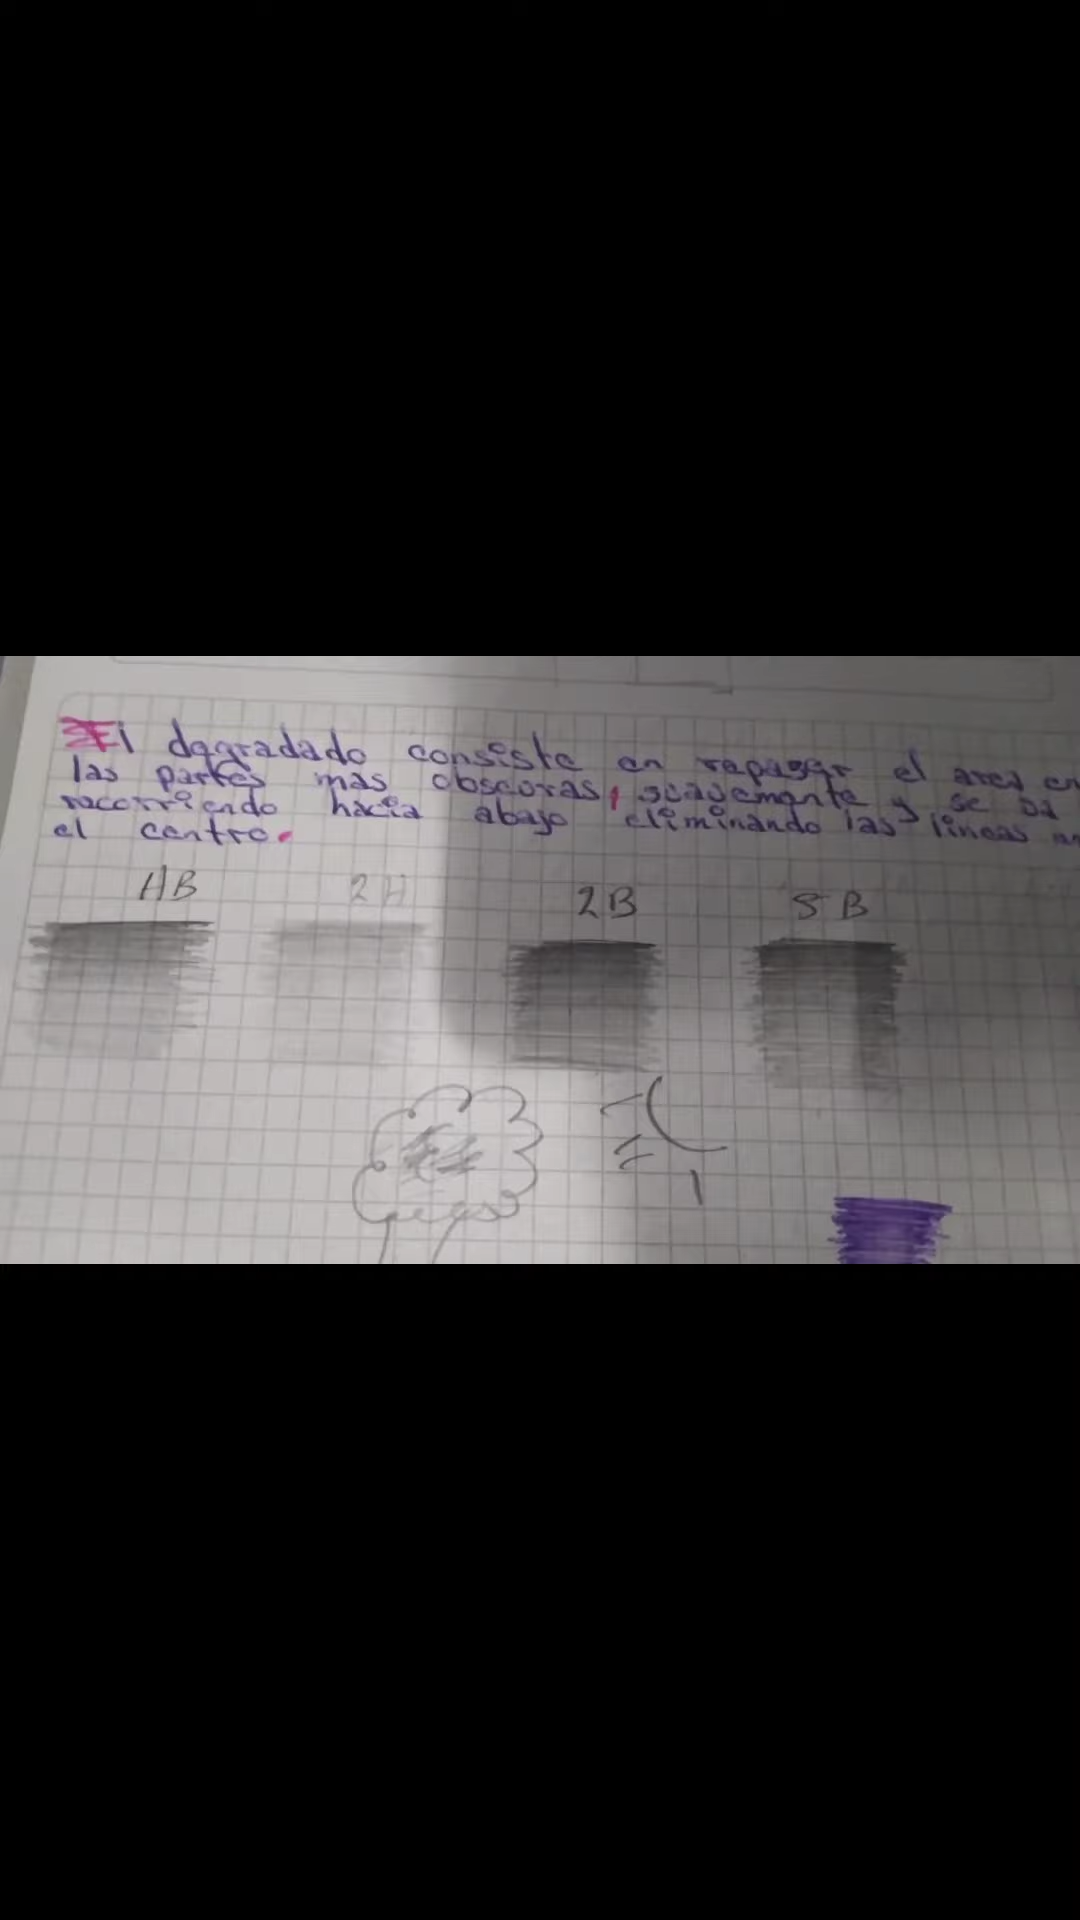 El degradado consiste en repasar el area en
las partes mas obscuras, suavemente y se va
recorriendo hacia abajo eliminando las lineas
el centro.
HB 2H 2B 8B